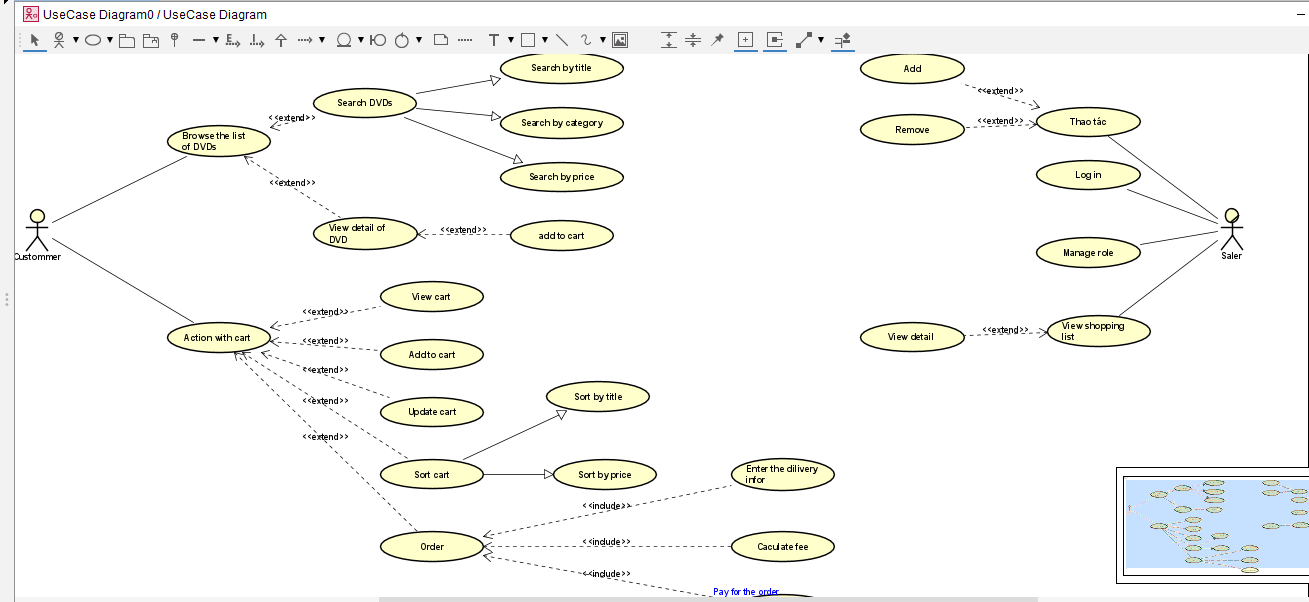 UseCase Diagram0 / UseCase Diagram
T
Search by title
Search DVDs
<<extend>>
Search by category
Browse the list
of DVDs
Search by price
<<extend>>
View detail of
DVD
<<extend>>
add to cart
Custommer
View cart
<<extend>>
Action with cart
<<extend>>
Add to cart
<<extend>>
Sort by title
<<extend>>
Update cart
<<extend>>
Sort cart
Sort by price
Enter the dilivery
infor
<<include>>
Order
<<include>>
Caculate fee
<<include>>
Pay for the order
Add
<<extend>>
Thao tác
Remove
<<extend>>
Log in
Manage role
Saler
View detail
<<extend>>
View shopping
list